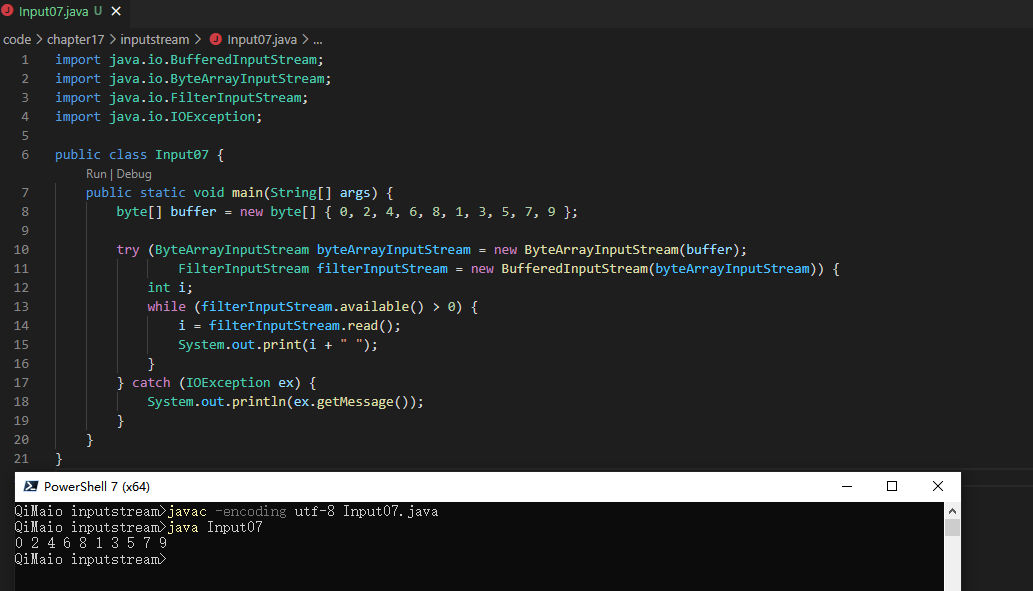 Input07.java U ✕
code > chapter17 > inputstream > Input07.java > ...
1 import java.io.BufferedInputStream;
2 import java.io.ByteArrayInputStream;
3 import java.io.FilterInputStream;
4 import java.io.IOException;
5
6 public class Input07 {
Run | Debug
7 public static void main(String[] args) {
8 byte[] buffer = new byte[] { 0, 2, 4, 6, 8, 1, 3, 5, 7, 9 };
9
10 try (ByteArrayInputStream byteArrayInputStream = new ByteArrayInputStream(buffer);
11 FilterInputStream filterInputStream = new BufferedInputStream(byteArrayInputStream)) {
12 int i;
13 while (filterInputStream.available() > 0) {
14 i = filterInputStream.read();
15 System.out.print(i + " ");
16 }
17 } catch (IOException ex) {
18 System.out.println(ex.getMessage());
19 }
20 }
21 }
PowerShell 7 (x64)
QiMaio inputstream>javac -encoding utf-8 Input07.java
QiMaio inputstream>java Input07
0 2 4 6 8 1 3 5 7 9
QiMaio inputstream>